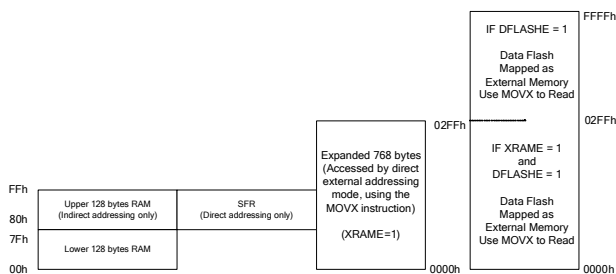 FFFFh
IF DFLASHE = 1
Data Flash
Mapped as
External Memory
Use MOVX to Read
02FFh
02FFh
Expanded 768 bytes
(Accessed by direct
external addressing
mode, using the
MOVX instruction)
(XRAME=1)
IF XRAME = 1
and
DFLASHE = 1
Data Flash
Mapped as
External Memory
Use MOVX to Read
FFh
Upper 128 bytes RAM
(Indirect addressing only)
SFR
(Direct addressing only)
80h
7Fh
Lower 128 bytes RAM
00h
0000h
0000h